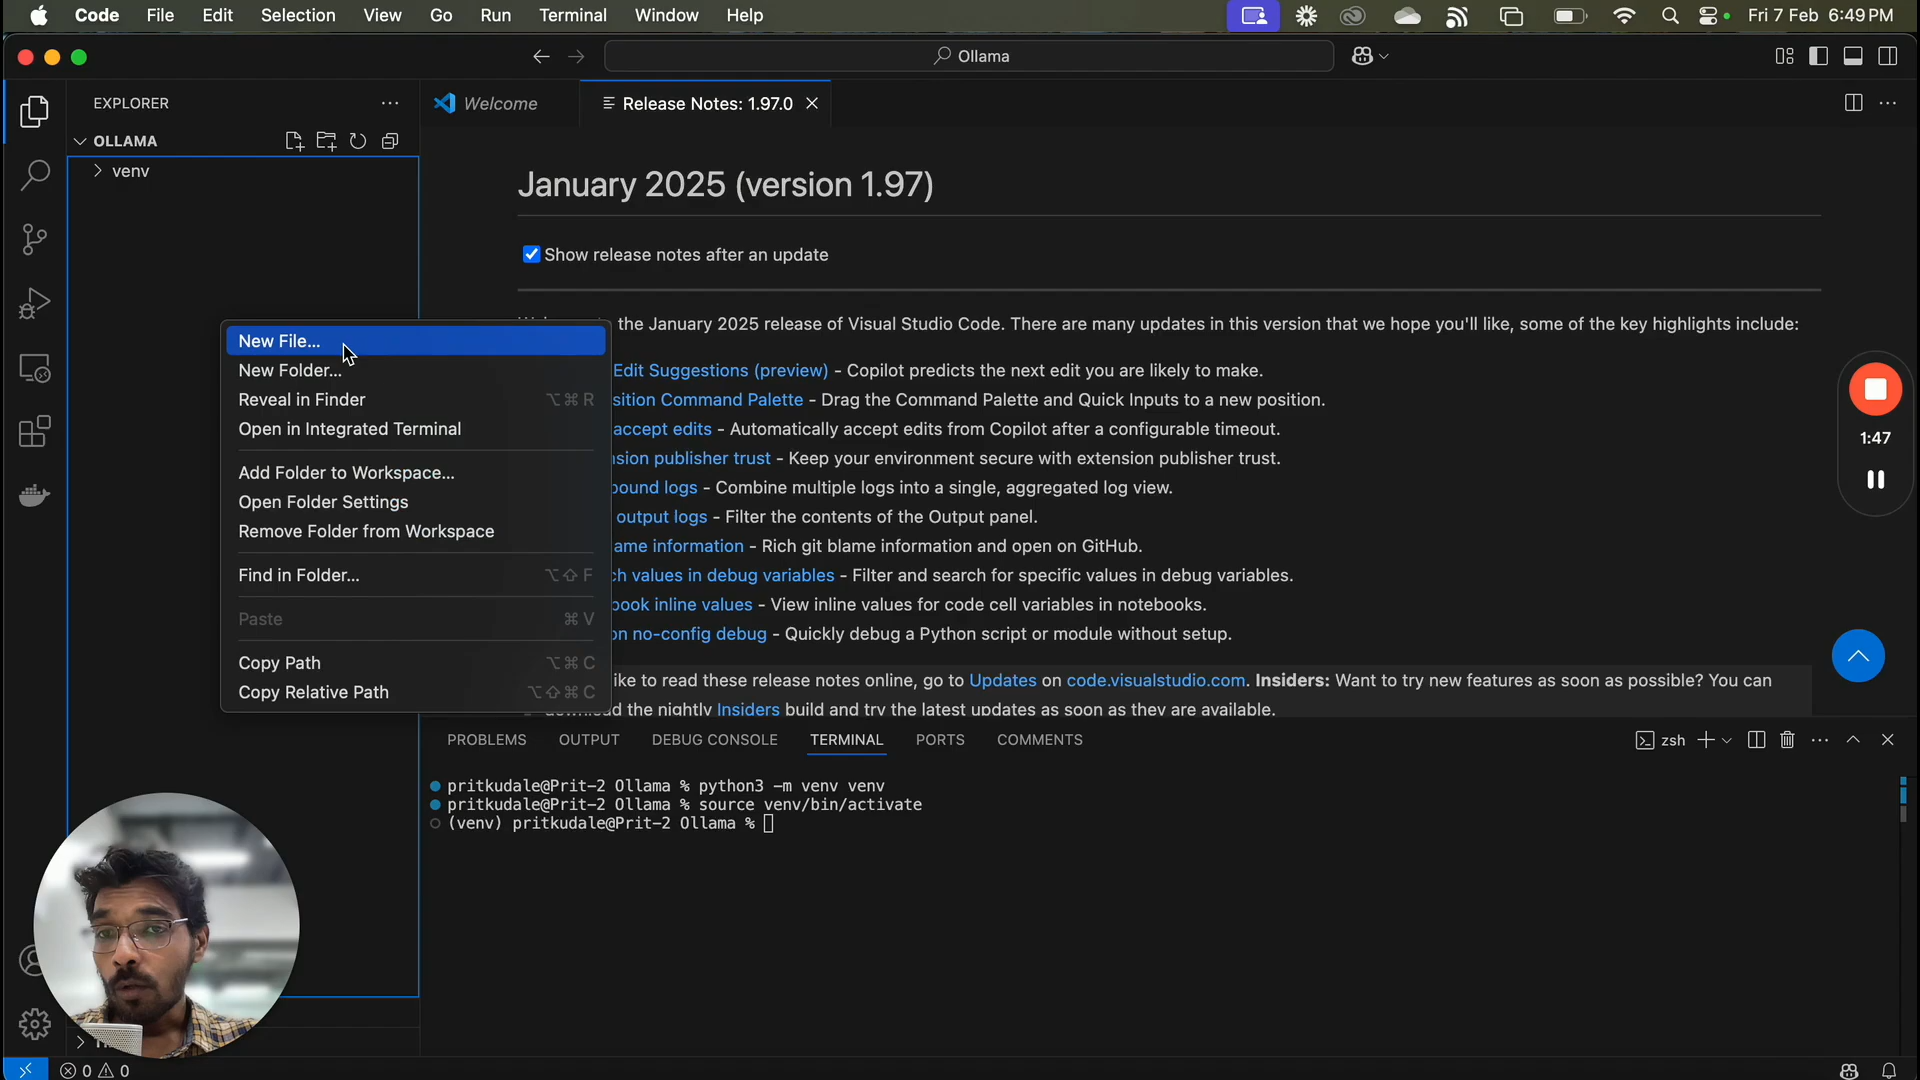 Code File Edit Selection View Go Run Terminal Window Help Fri 7 Feb 6:49 PM
Ollama
EXPLORER
Welcome
Release Notes: 1.97.0
OLLAMA
venv
January 2025 (version 1.97)
Show release notes after an update
the January 2025 release of Visual Studio Code. There are many updates in this version that we hope you'll like, some of the key highlights include:
New File...
New Folder...
Edit Suggestions (preview) - Copilot predicts the next edit you are likely to make.
Reveal in Finder ⌥⌘R
sition Command Palette - Drag the Command Palette and Quick Inputs to a new position.
Open in Integrated Terminal
accept edits - Automatically accept edits from Copilot after a configurable timeout.
sion publisher trust - Keep your environment secure with extension publisher trust.
Add Folder to Workspace...
ound logs - Combine multiple logs into a single, aggregated log view.
Open Folder Settings
output logs - Filter the contents of the Output panel.
Remove Folder from Workspace
ame information - Rich git blame information and open on GitHub.
Find in Folder... ⌥⇧F
ch values in debug variables - Filter and search for specific values in debug variables.
ook inline values - View inline values for code cell variables in notebooks.
Paste ⌘V
on no-config debug - Quickly debug a Python script or module without setup.
Copy Path ⌥⌘C
Copy Relative Path ⌥⇧⌘C
ike to read these release notes online, go to Updates on code.visualstudio.com. Insiders: Want to try new features as soon as possible? You can
download the nightly Insiders build and try the latest updates as soon as they are available.
1:47
PROBLEMS OUTPUT DEBUG CONSOLE TERMINAL PORTS COMMENTS
zsh
pritkudale@Prit-2 Ollama % python3 -m venv venv
pritkudale@Prit-2 Ollama % source venv/bin/activate
(venv) pritkudale@Prit-2 Ollama %
0 0